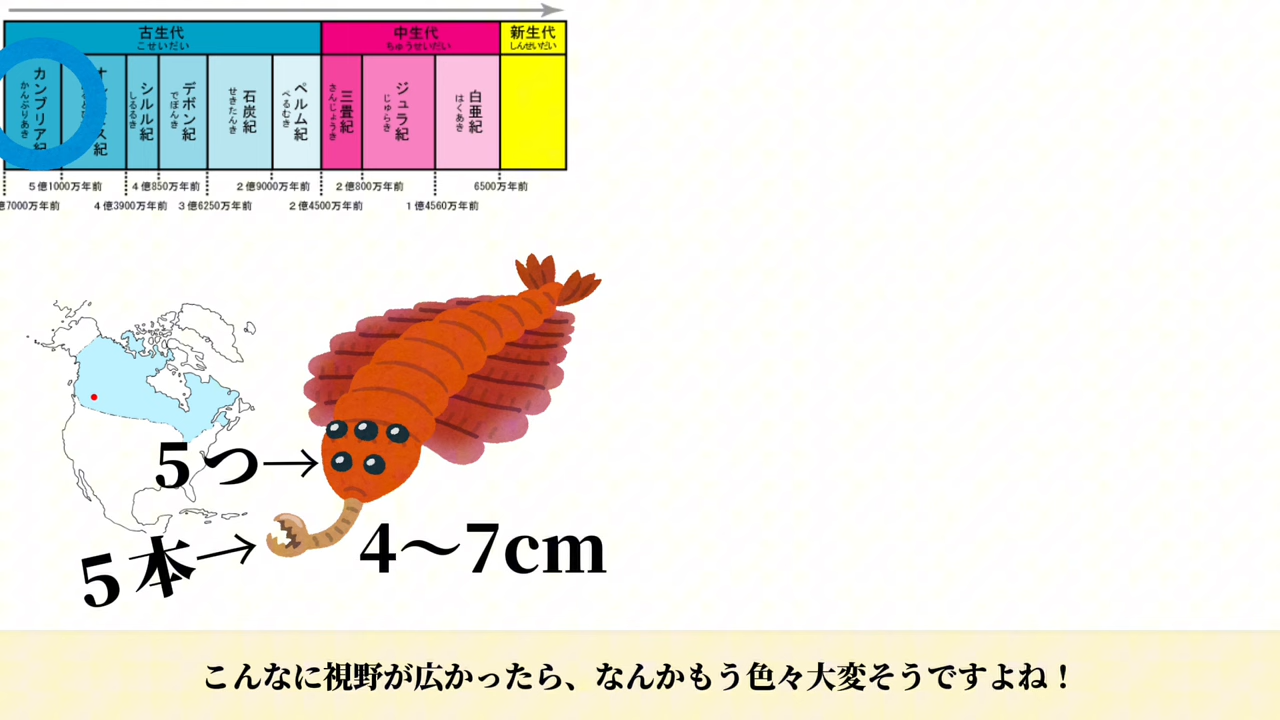 古生代
こせいだい
中生代
ちゅうせいだい
新生代
しんせいだい
カンブリア紀
かんぶりあき
シルル紀
しるるき
デボン紀
でぼんき
石炭紀
せきたんき
ペルム紀
ぺるむき
三畳紀
さんじょうき
ジュラ紀
じゅらき
白亜紀
はくあき
5億1000万年前
4億850万年前
2億9000万年前
2億800万年前
6500万年前
億7000万年前
4億3900万年前
3億6250万年前
2億4500万年前
1億4560万年前
5つ→
5本→
4〜7cm
こんなに視野が広かったら、なんかもう色々大変そうですよね！